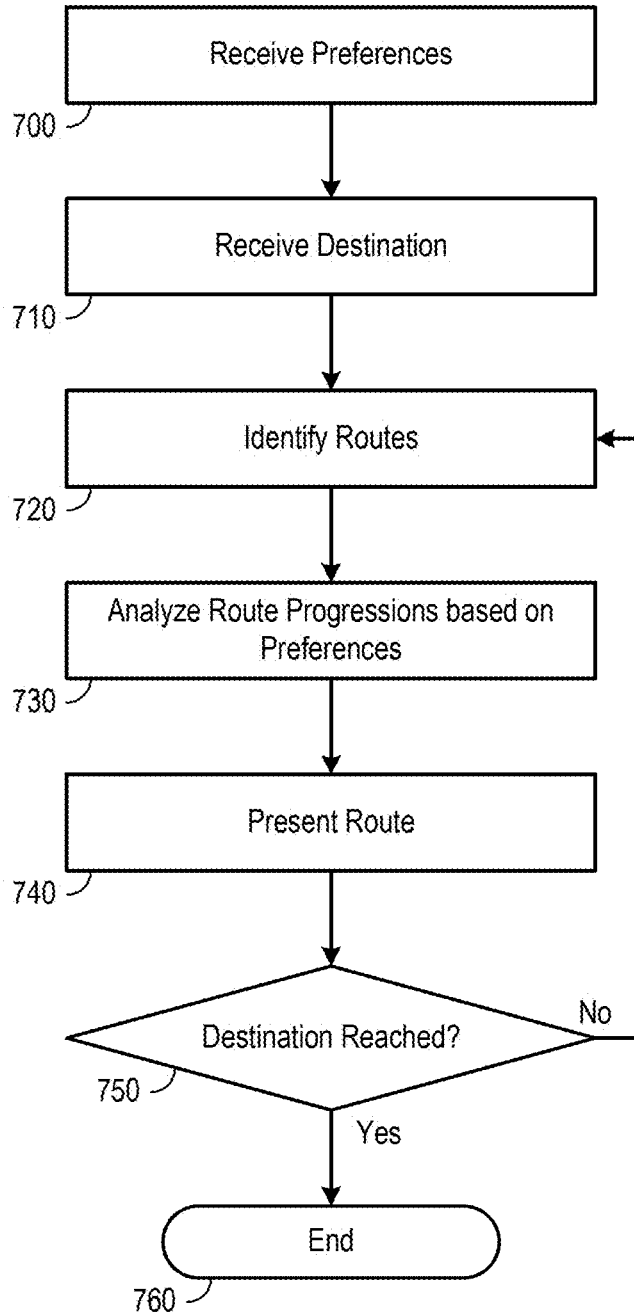 Receive Preferences
700
Receive Destination
710
Identify Routes
720
Analyze Route Progressions based on
Preferences
730
Present Route
740
No
Destination Reached?
750
Yes
End
760